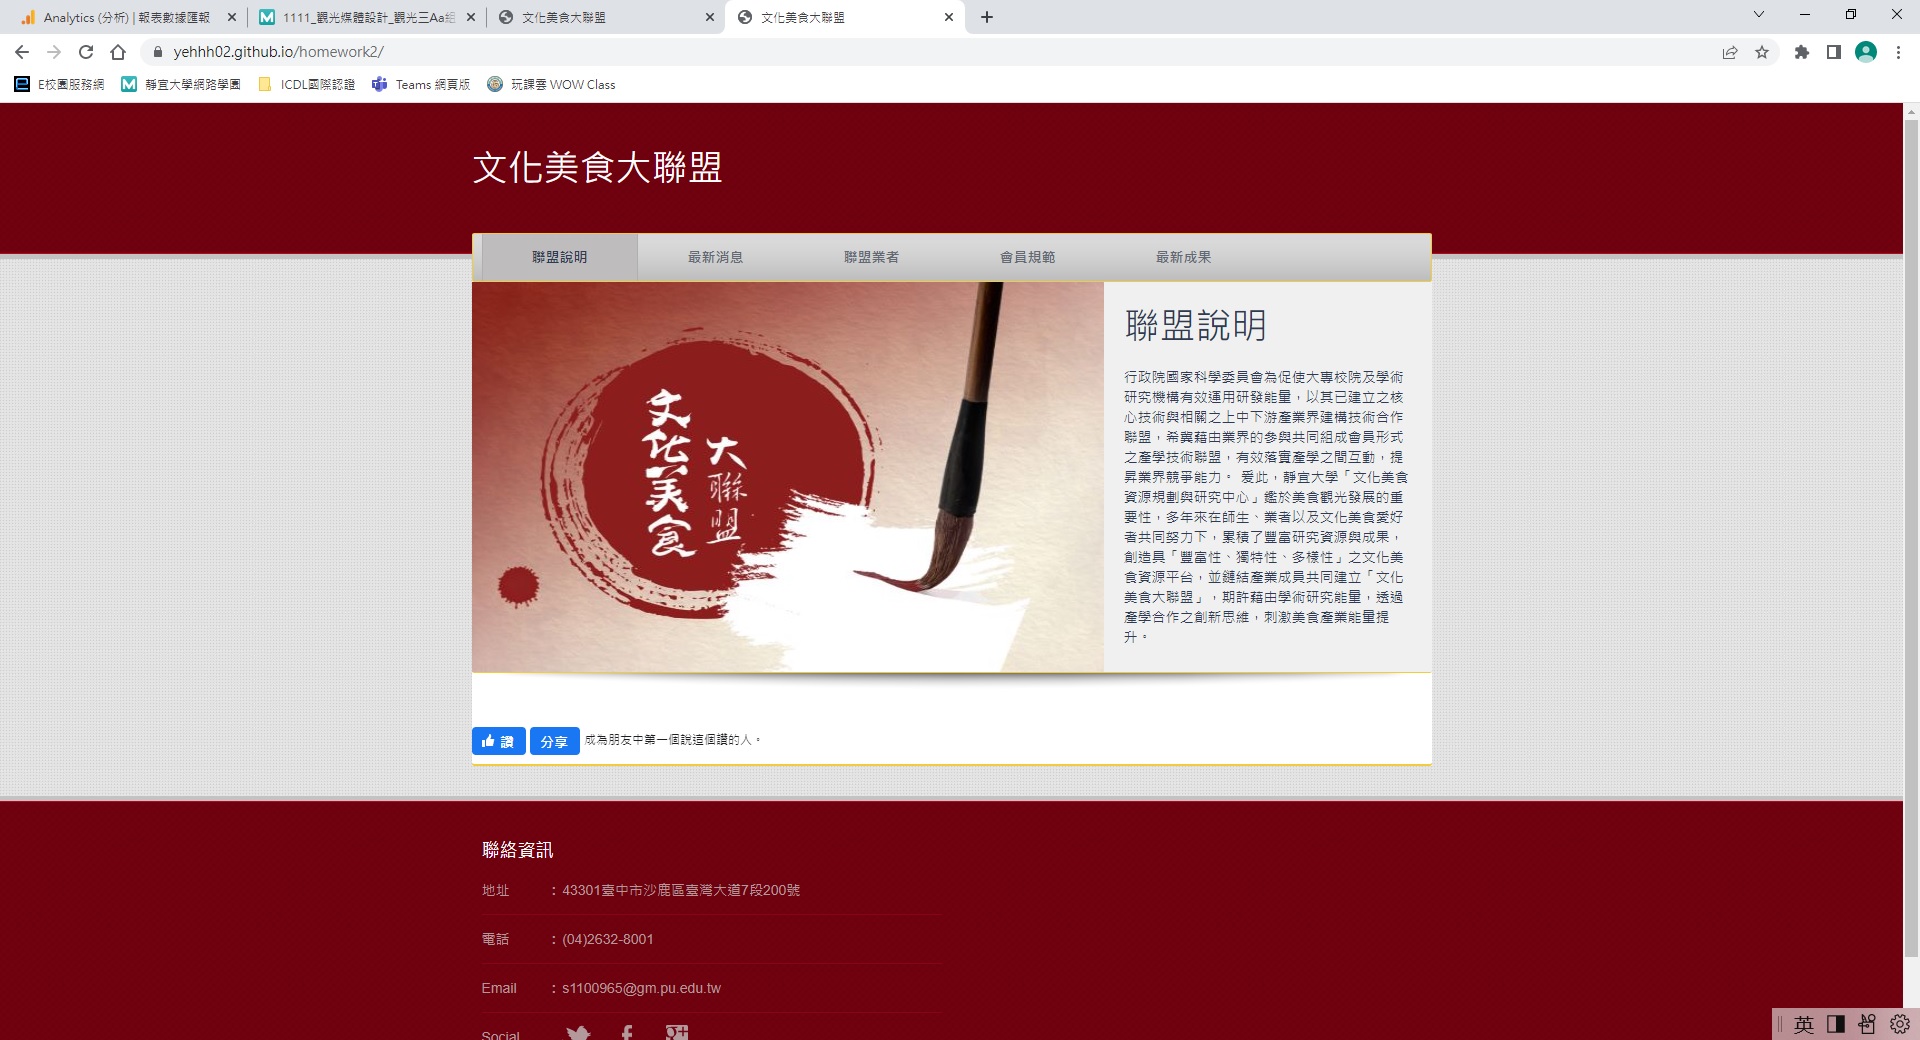 Analytics (分析) | 報表數據匯報
1111_觀光媒體設計_觀光三Aa組
文化美食大聯盟
文化美食大聯盟
yehhh02.github.io/homework2/
E校園服務網
靜宜大學網路學園
ICDL國際認證
Teams 網頁版
玩課雲 WOW Class
文化美食大聯盟
聯盟說明
最新消息
聯盟業者
會員規範
最新成果
文化美食
大聯盟
聯盟說明
行政院國家科學委員會為促使大專校院及學術
研究機構有效運用研發能量，以其已建立之核
心技術與相關之上中下游產業界建構技術合作
聯盟，希冀藉由業界的參與共同組成會員形式
之產學技術聯盟，有效落實產學之間互動，提
昇業界競爭能力。 爰此，靜宜大學「文化美食
資源規劃與研究中心」鑑於美食觀光發展的重
要性，多年來在師生、業者以及文化美食愛好
者共同努力下，累積了豐富研究資源與成果，
創造具「豐富性、獨特性、多樣性」之文化美
食資源平台，並鏈結產業成員共同建立「文化
美食大聯盟」，期許藉由學術研究能量，透過
產學合作之創新思維，刺激美食產業能量提
升。
讚
分享
成為朋友中第一個說這個讚的人。
聯絡資訊
地址 : 43301臺中市沙鹿區臺灣大道7段200號
電話 : (04)2632-8001
Email : s1100965@gm.pu.edu.tw
Social
英